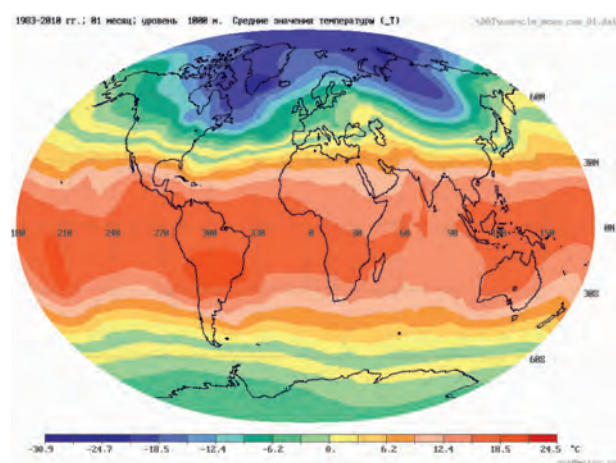 1983-2010 гг.; 01 месяц; уровень 1000 м. Средние значения температуры (_T)
60N
30N
180 210 240 300 330 0 30 60 90 150 0N
30S
60S
-30.9 -24.7 -18.5 -12.4 -6.2 0. 6.2 12.4 18.5 24.5 °C